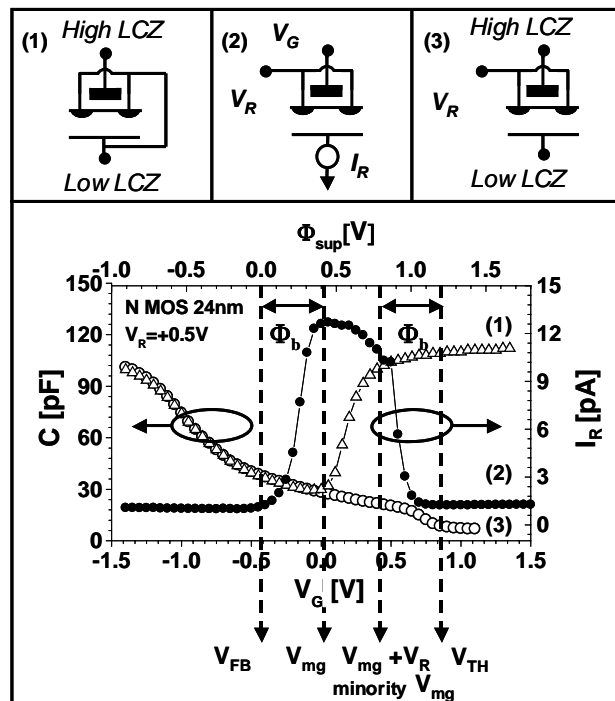 (1)
High LCZ
Low LCZ
(2)
V_G
V_R
I_R
(3)
High LCZ
V_R
Low LCZ
Φ_sup[V]
-1.0 -0.5 0.0 0.5 1.0 1.5
N MOS 24nm
V_R=+0.5V
Φ_b
Φ_b
(1)
(2)
(3)
C [pF]
150
120
90
60
30
0
I_R [pA]
15
12
9
6
3
0
-1.5 -1.0 -0.5 0.0 0.5 1.0 1.5
V_G [V]
V_FB V_mg V_mg +V_R V_TH
minority V_mg